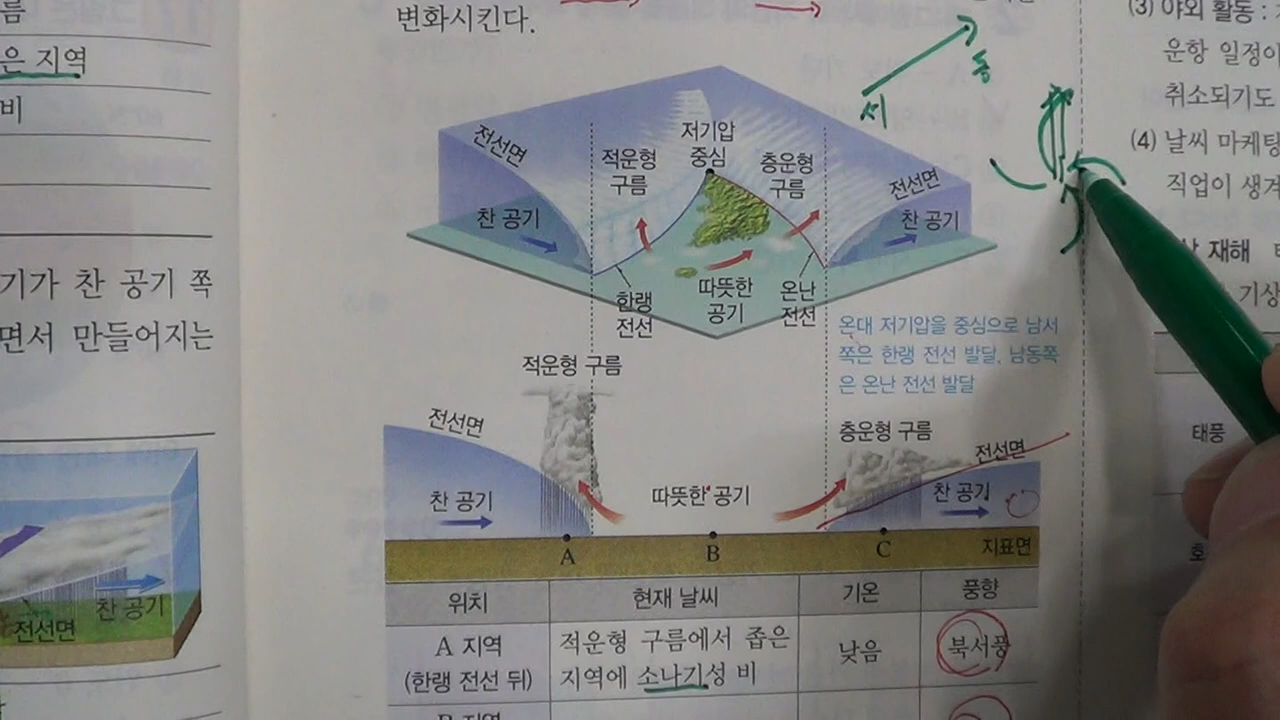 름
은 지역
비
기가 찬 공기 쪽
면서 만들어지는
찬 공기
전선면
변화시킨다.
서
동
저기압
중심
전선면
적운형
구름
층운형
구름
전선면
찬 공기
찬 공기
따뜻한
공기
한랭
전선
온난
전선
온대 저기압을 중심으로 남서
쪽은 한랭 전선 발달, 남동쪽
은 온난 전선 발달
적운형 구름
전선면
층운형 구름
전선면
찬 공기
따뜻한 공기
찬 공기
A
B
C
지표면
위치 현재 날씨 기온 풍향
A 지역
(한랭 전선 뒤)
적운형 구름에서 좁은
지역에 소나기성 비
낮음
북서풍
B 지역
(3) 야외 활동 :
운항 일정이
취소되기도
(4) 날씨 마케팅
직업이 생겨
재해
기상
태풍